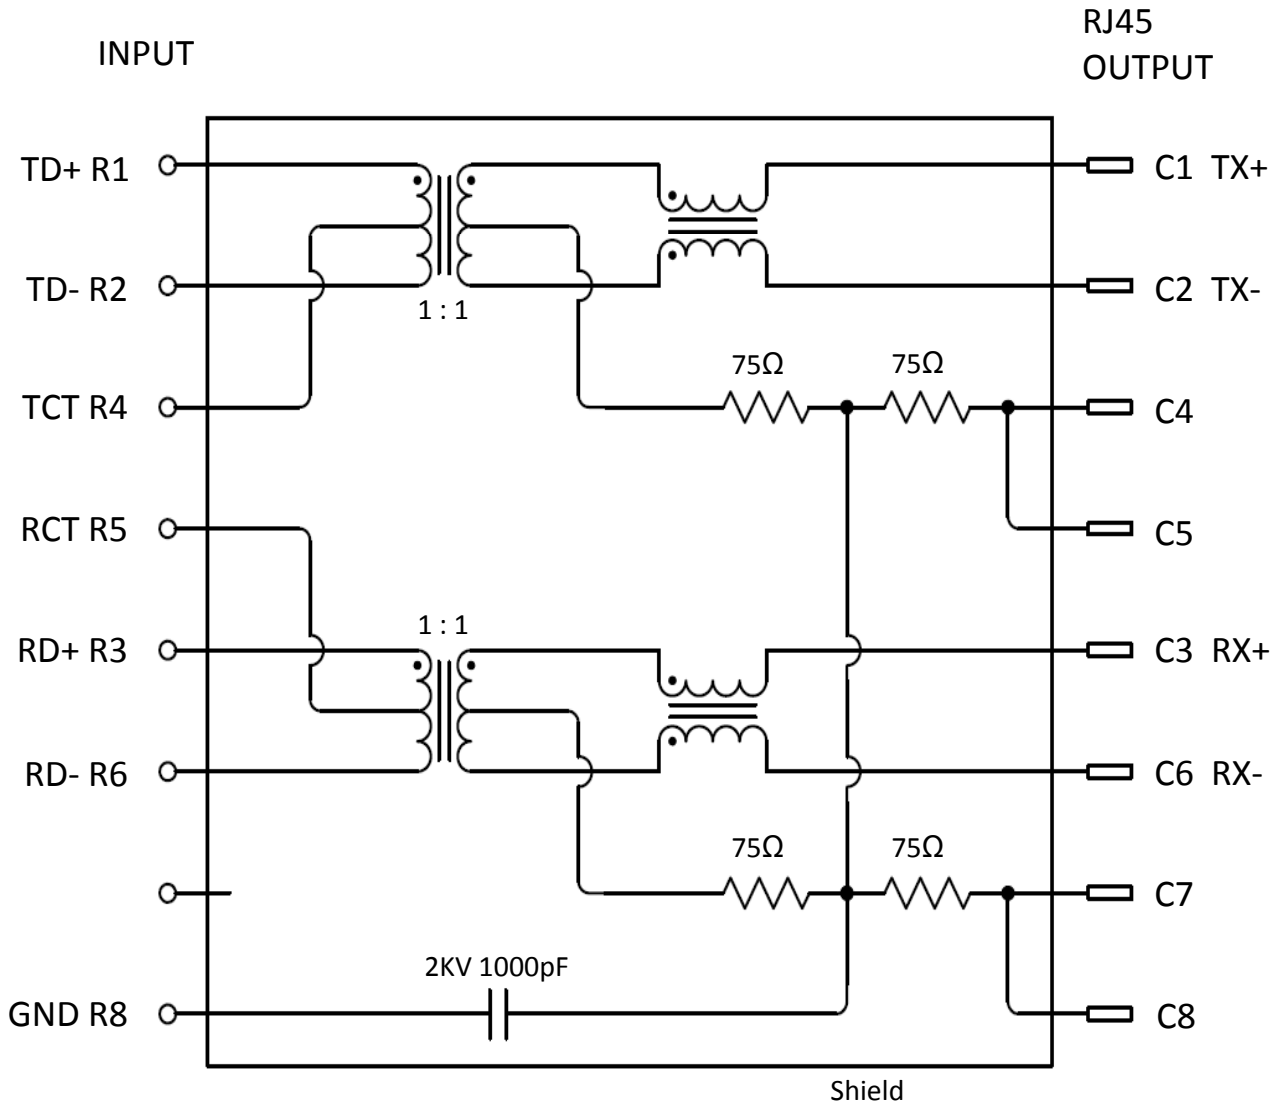 INPUT
RJ45
OUTPUT
TD+ R1
C1 TX+
TD- R2
1 : 1
C2 TX-
75Ω
75Ω
TCT R4
C4
RCT R5
C5
1 : 1
RD+ R3
C3 RX+
RD- R6
C6 RX-
75Ω
75Ω
C7
2KV 1000pF
GND R8
C8
Shield